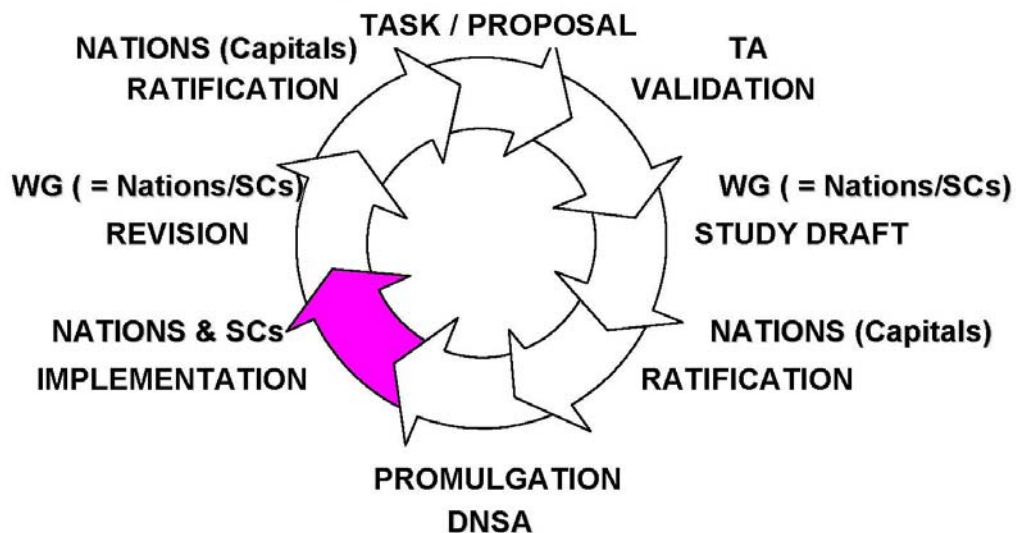 TASK / PROPOSAL
TA
VALIDATION
WG ( = Nations/SCs)
STUDY DRAFT
NATIONS (Capitals)
RATIFICATION
PROMULGATION
DNSA
NATIONS & SCs
IMPLEMENTATION
WG ( = Nations/SCs)
REVISION
NATIONS (Capitals)
RATIFICATION